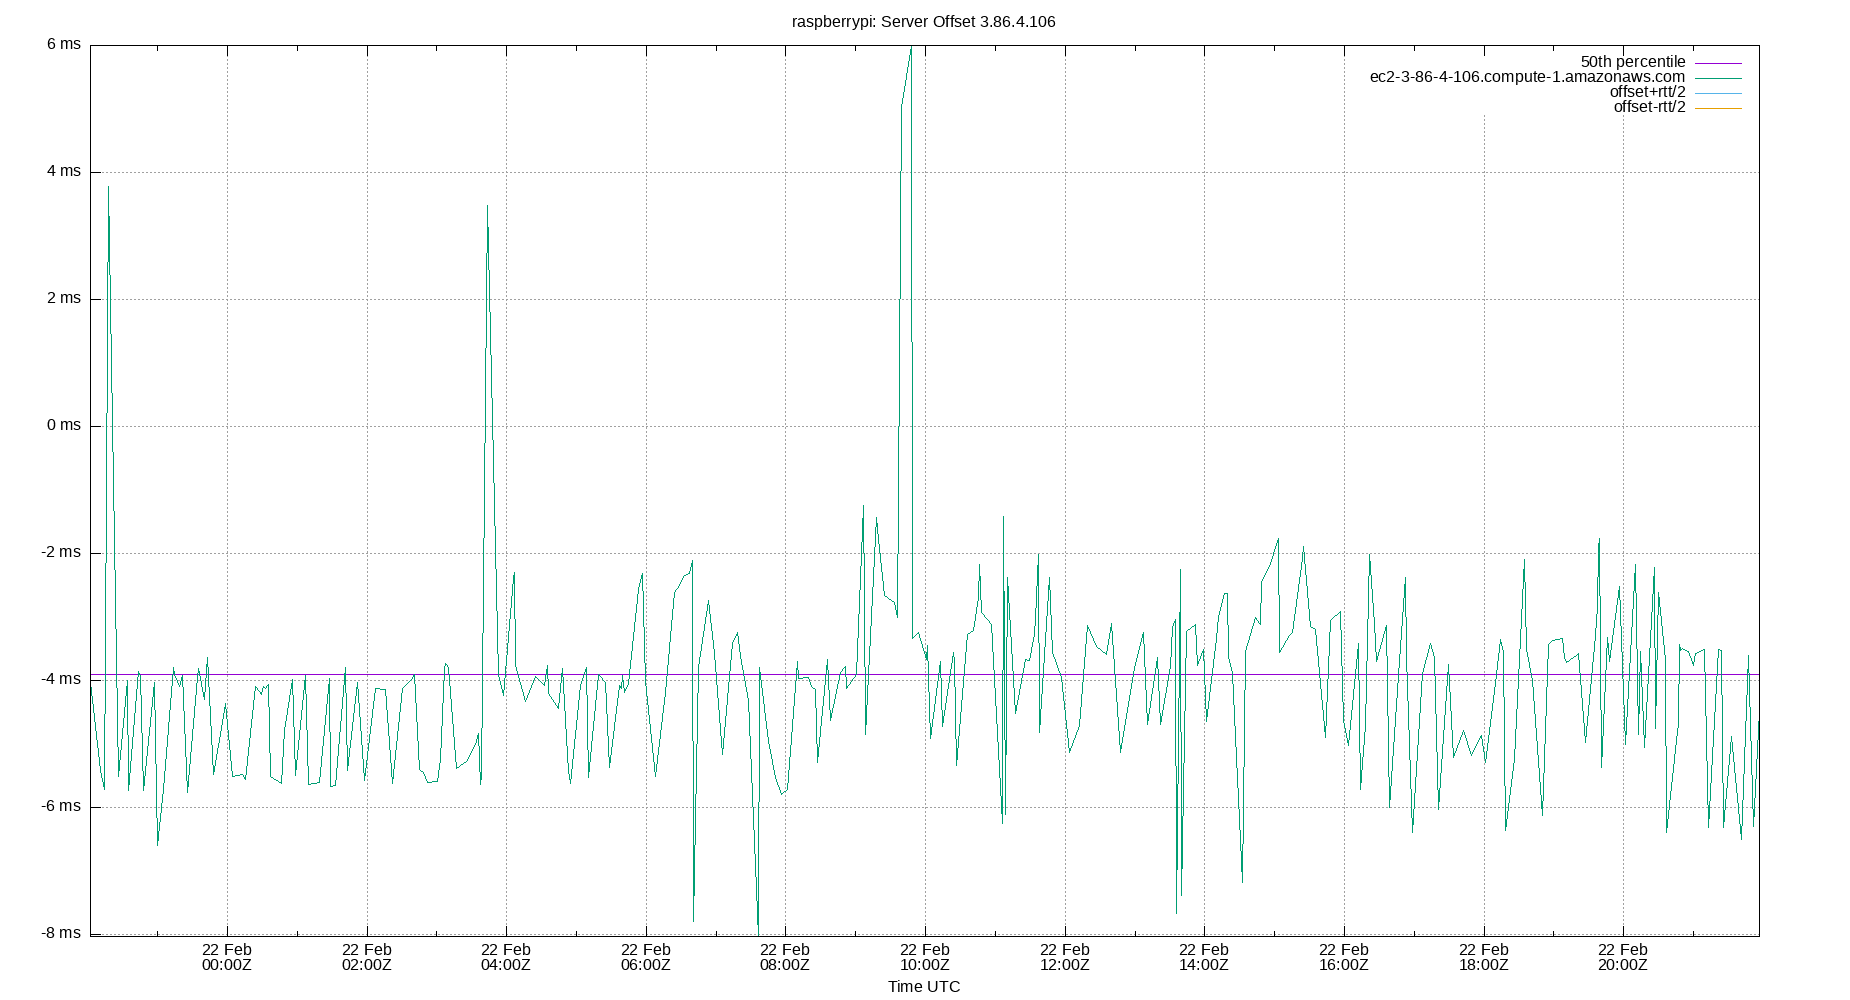 raspberrypi: Server Offset 3.86.4.106
6 ms
4 ms
2 ms
0 ms
-2 ms
-4 ms
-6 ms
-8 ms
50th percentile
ec2-3-86-4-106.compute-1.amazonaws.com
offset+rtt/2
offset-rtt/2
22 Feb 22 Feb 22 Feb 22 Feb 22 Feb 22 Feb 22 Feb 22 Feb 22 Feb 22 Feb 22 Feb
00:00Z 02:00Z 04:00Z 06:00Z 08:00Z 10:00Z 12:00Z 14:00Z 16:00Z 18:00Z 20:00Z
Time UTC